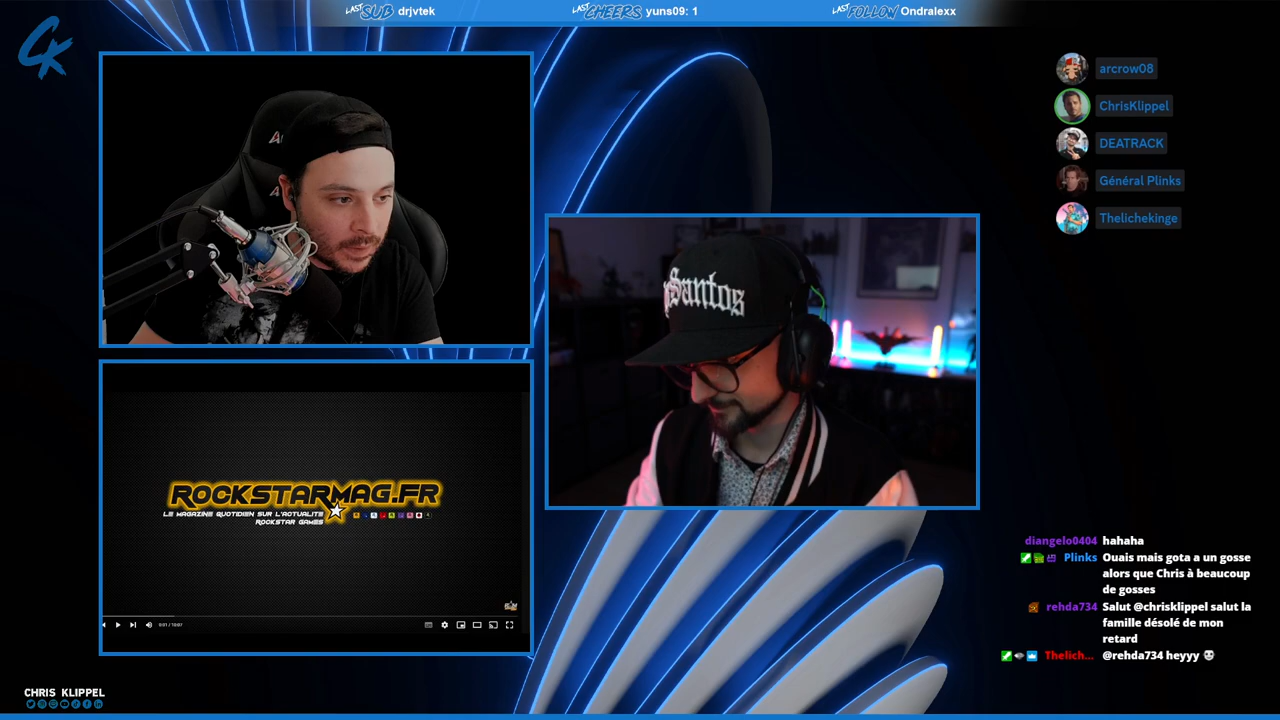 LAST SUB drjvtek
LAST CHEERS yuns09: 1
LAST FOLLOW Ondralexx
CK
arcrow08
ChrisKlippel
DEATRACK
Général Plinks
Thelichekinge
Santos
ROCKSTARMAG.FR
LE MAGAZINE QUOTIDIEN SUR L'ACTUALITE
ROCKSTAR GAMES
diangelo0404 hahaha
Plinks Ouais mais gota a un gosse
alors que Chris à beaucoup
de gosses
rehda734 Salut @chrisklippel salut la
famille désolé de mon
retard
Thelich... @rehda734 heyyy
CHRIS KLIPPEL